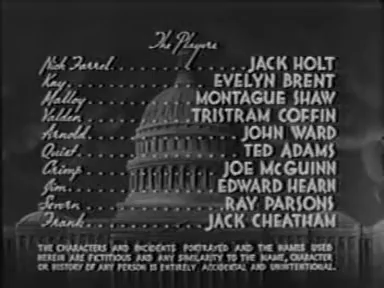 The Players
Nick Farrel............JACK HOLT
Kay............EVELYN BRENT
Malloy............MONTAGUE SHAW
Valden............TRISTRAM COFFIN
Arnold............JOHN WARD
Quist............TED ADAMS
Crimp............JOE McGUINN
Jim............EDWARD HEARN
Severn............RAY PARSONS
Frank............JACK CHEATHAM
THE CHARACTERS AND INCIDENTS PORTRAYED AND THE NAMES USED
HEREIN ARE FICTITIOUS AND ANY SIMILARITY TO THE NAME, CHARACTER
OR HISTORY OF ANY PERSON IS ENTIRELY ACCIDENTAL AND UNINTENTIONAL.